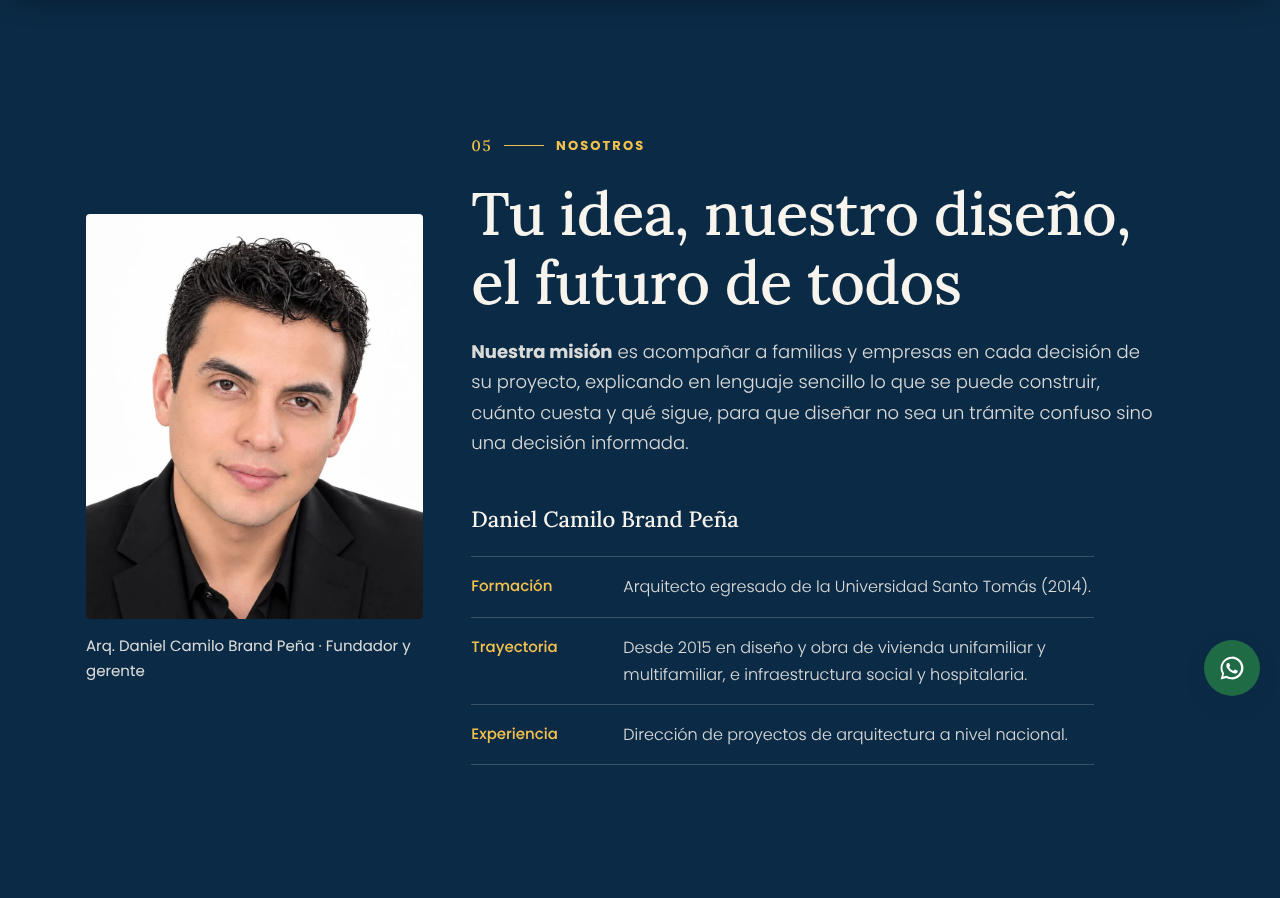 05 NOSOTROS
Tu idea, nuestro diseño,
el futuro de todos
Nuestra misión es acompañar a familias y empresas en cada decisión de
su proyecto, explicando en lenguaje sencillo lo que se puede construir,
cuánto cuesta y qué sigue, para que diseñar no sea un trámite confuso sino
una decisión informada.
Arq. Daniel Camilo Brand Peña · Fundador y
gerente
Daniel Camilo Brand Peña
Formación Arquitecto egresado de la Universidad Santo Tomás (2014).
Trayectoria Desde 2015 en diseño y obra de vivienda unifamiliar y
multifamiliar, e infraestructura social y hospitalaria.
Experiencia Dirección de proyectos de arquitectura a nivel nacional.